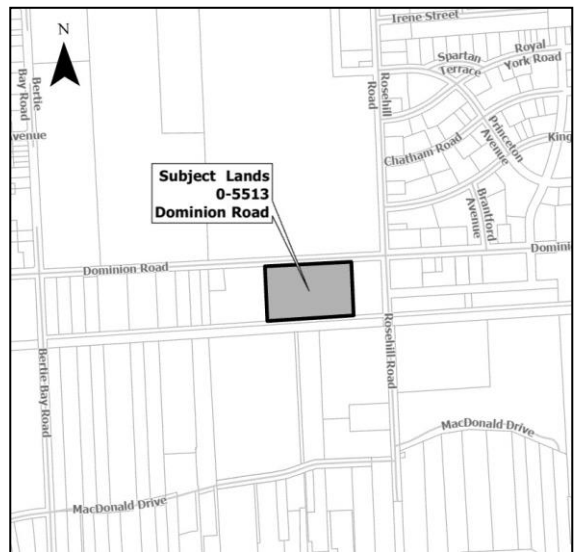 N
Irene Street
Spartan
Terrace
Royal
York Road
Bay Road
Bertie
Rosehill
Road
Princeton
Avenue
venue
King
Chatham Road
Subject Lands
0-5513
Dominion Road
Brantford
Avenue
Dominion Road
Domini
Bertie Bay Road
Rosehill Road
MacDonald Drive
MacDonald Drive